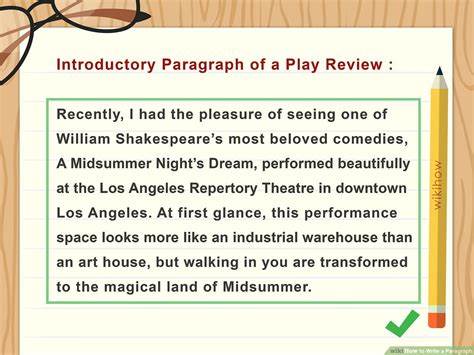 Introductory Paragraph of a Play Review :
Recently, I had the pleasure of seeing one of
William Shakespeare's most beloved comedies,
A Midsummer Night's Dream, performed beautifully
at the Los Angeles Repertory Theatre in downtown
Los Angeles. At first glance, this performance
space looks more like an industrial warehouse than
an art house, but walking in you are transformed
to the magical land of Midsummer.
wikihow
wikiHow to Write a Paragraph